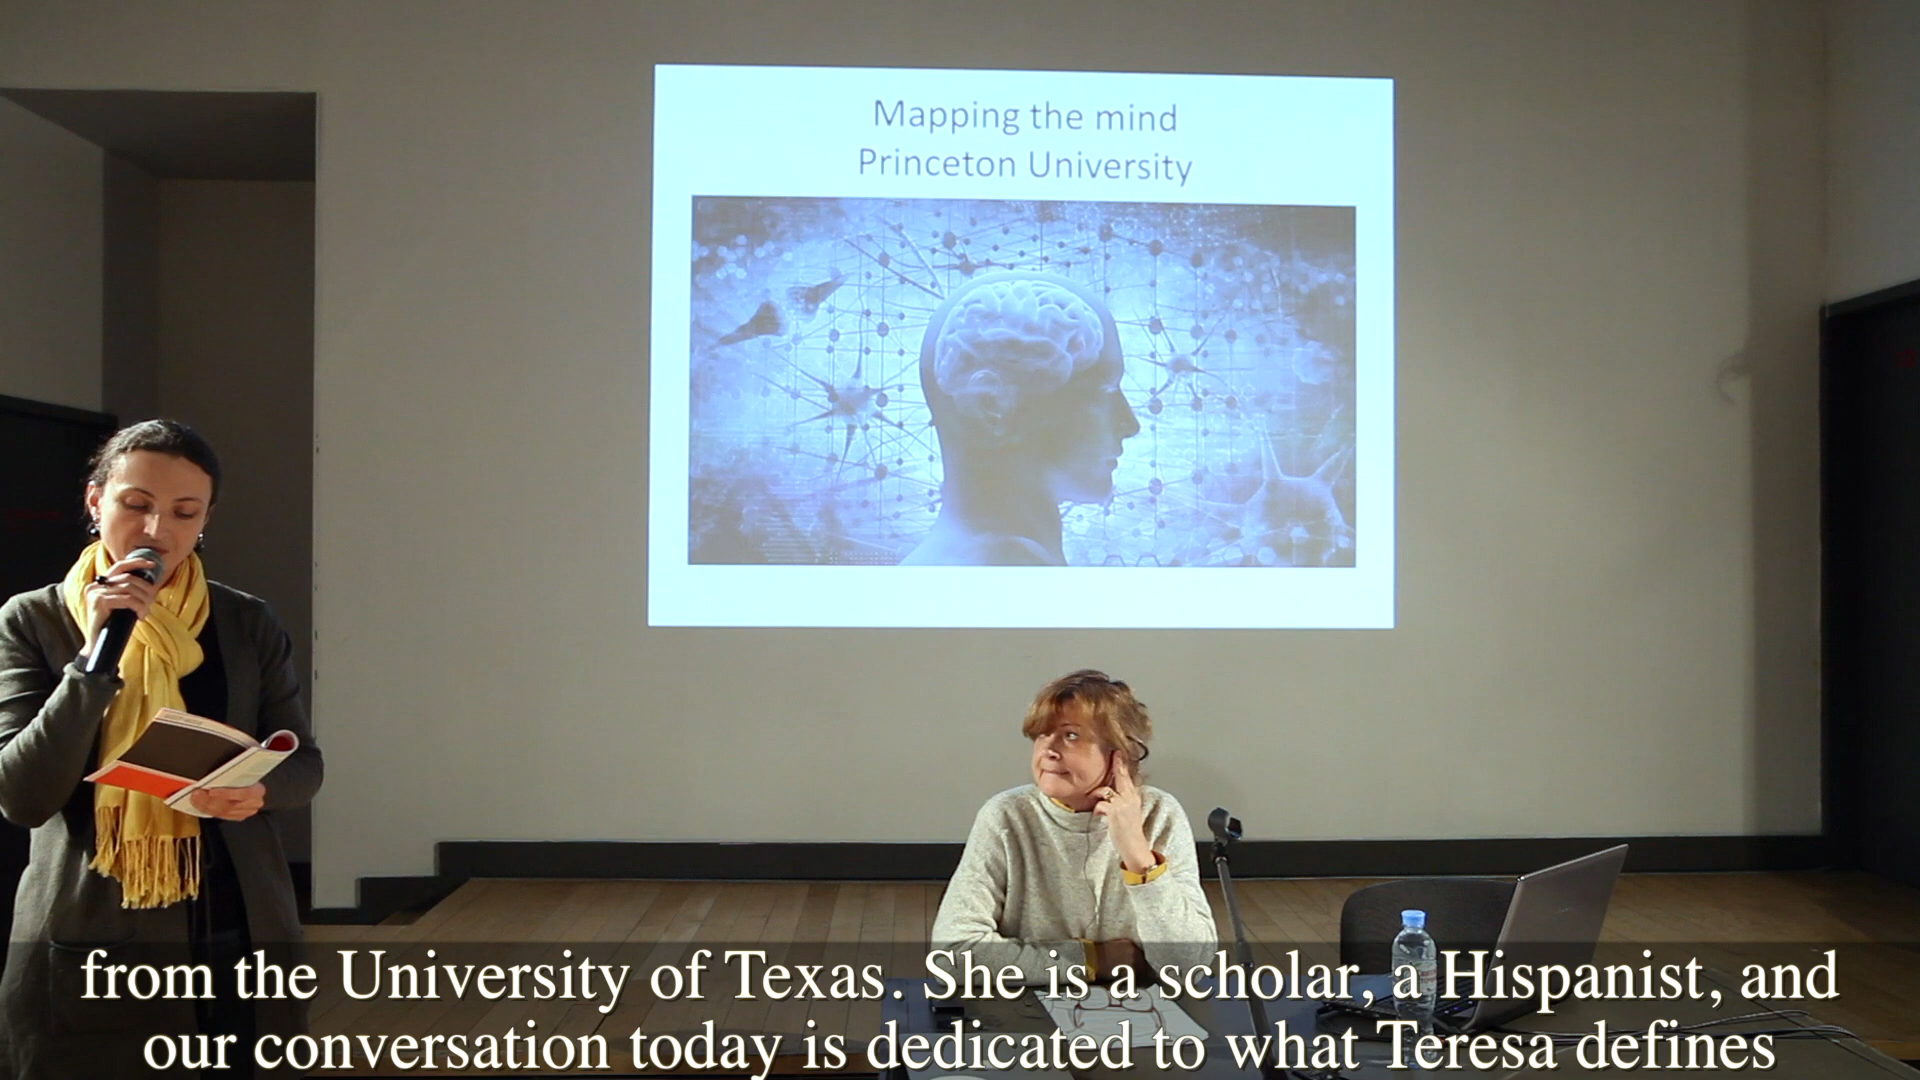 Mapping the mind
Princeton University
from the University of Texas. She is a scholar, a Hispanist, and
our conversation today is dedicated to what Teresa defines